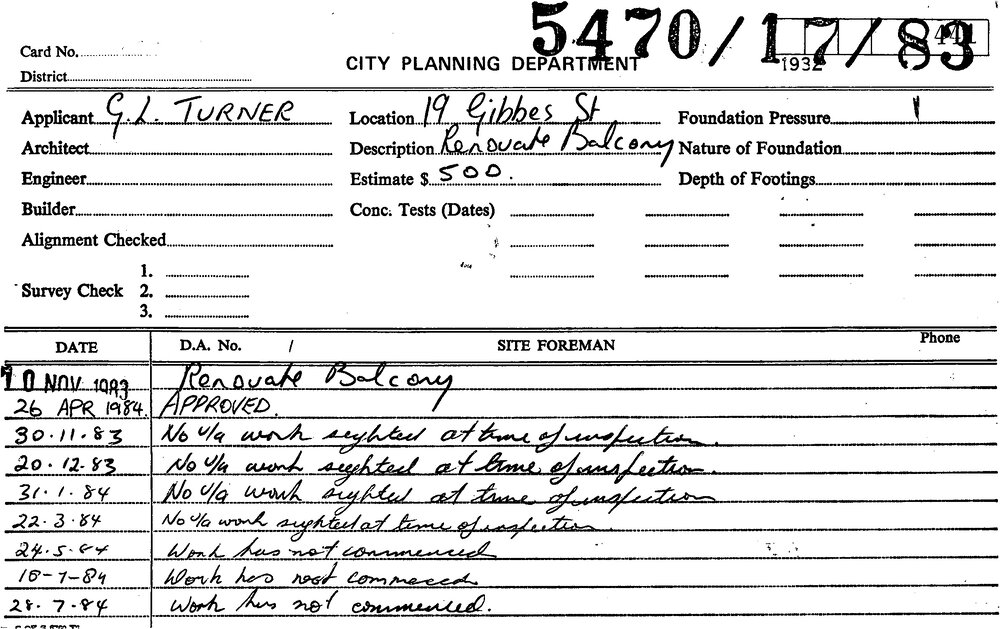 5470/17/83
441
Card No.
1932
CITY PLANNING DEPARTMENT
District
Applicant G.L. TURNER Location 19 Gibbes St Foundation Pressure
Architect Description Renovate Balcony Nature of Foundation
Engineer Estimate $ 500. Depth of Footings
Builder Conc. Tests (Dates)
Alignment Checked
1.
Survey Check 2.
3.
DATE D.A. No. / SITE FOREMAN Phone
10 NOV 1983 Renovate Balcony
26 APR 1984. APPROVED.
30.11.83 No u/a work sighted at time of inspection.
20.12.83 No u/a work sighted at time of inspection.
31.1.84 No u/a work sighted at time of inspection
22.3.84 No u/a work sighted at time of inspection.
24.5.84 Work has not commenced
-7-84 Work has not commenced
28.7.84 Work has not commenced.